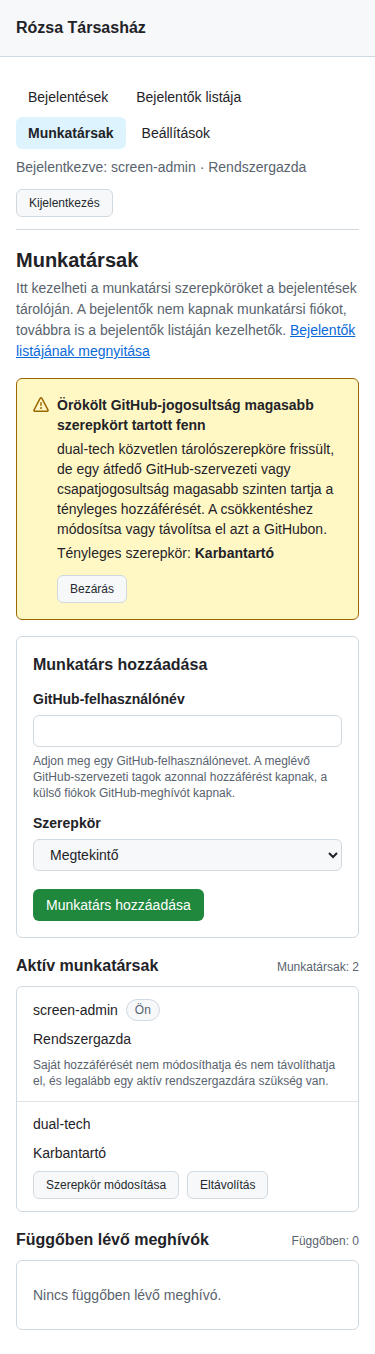 Rózsa Társasház
Bejelentések Bejelentők listája
Munkatársak Beállítások
Bejelentkezve: screen-admin · Rendszergazda
Kijelentkezés
Munkatársak
Itt kezelheti a munkatársi szerepköröket a bejelentések
tárolóján. A bejelentők nem kapnak munkatársi fiókot,
továbbra is a bejelentők listáján kezelhetők. Bejelentők
listájának megnyitása
Örökölt GitHub-jogosultság magasabb
szerepkört tartott fenn
dual-tech közvetlen tárolószerepköre frissült,
de egy átfedő GitHub-szervezeti vagy
csapatjogosultság magasabb szinten tartja a
tényleges hozzáférését. A csökkentéshez
módosítsa vagy távolítsa el azt a GitHubon.
Tényleges szerepkör: Karbantartó
Bezárás
Munkatárs hozzáadása
GitHub-felhasználónév
Adjon meg egy GitHub-felhasználónevet. A meglévő
GitHub-szervezeti tagok azonnal hozzáférést kapnak, a
külső fiókok GitHub-meghívót kapnak.
Szerepkör
Megtekintő
Munkatárs hozzáadása
Aktív munkatársak Munkatársak: 2
screen-admin Ön
Rendszergazda
Saját hozzáférését nem módosíthatja és nem távolíthatja
el, és legalább egy aktív rendszergazdára szükség van.
dual-tech
Karbantartó
Szerepkör módosítása Eltávolítás
Függőben lévő meghívók Függőben: 0
Nincs függőben lévő meghívó.